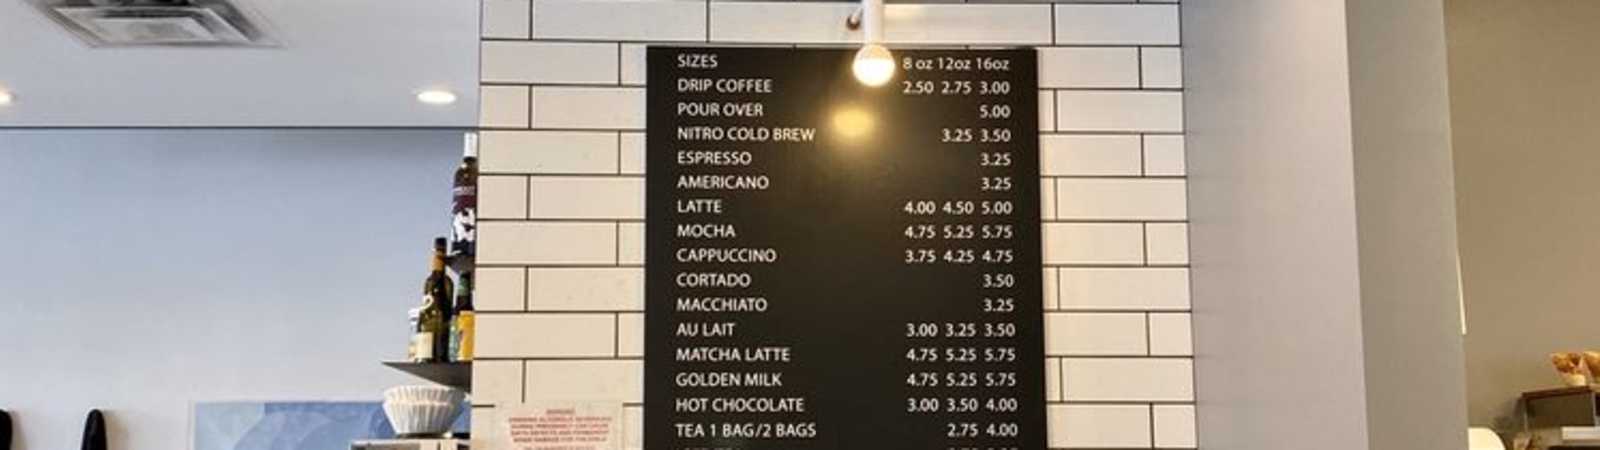 SIZES 8 oz 12oz 16oz
DRIP COFFEE 2.50 2.75 3.00
POUR OVER 5.00
NITRO COLD BREW 3.25 3.50
ESPRESSO 3.25
AMERICANO 3.25
LATTE 4.00 4.50 5.00
MOCHA 4.75 5.25 5.75
CAPPUCCINO 3.75 4.25 4.75
CORTADO 3.50
MACCHIATO 3.25
AU LAIT 3.00 3.25 3.50
MATCHA LATTE 4.75 5.25 5.75
GOLDEN MILK 4.75 5.25 5.75
HOT CHOCOLATE 3.00 3.50 4.00
TEA 1 BAG/2 BAGS 2.75 4.00